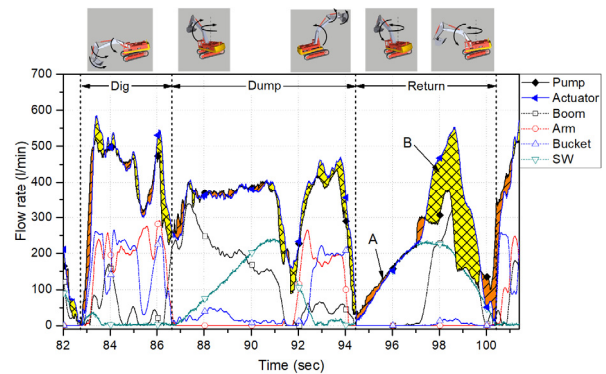 Dig
Dump
Return
700
600
500
400
300
200
100
0
Flow rate (l/min)
Pump
Actuator
Boom
Arm
Bucket
SW
B
A
82
84
86
88
90
92
94
96
98
100
Time (sec)